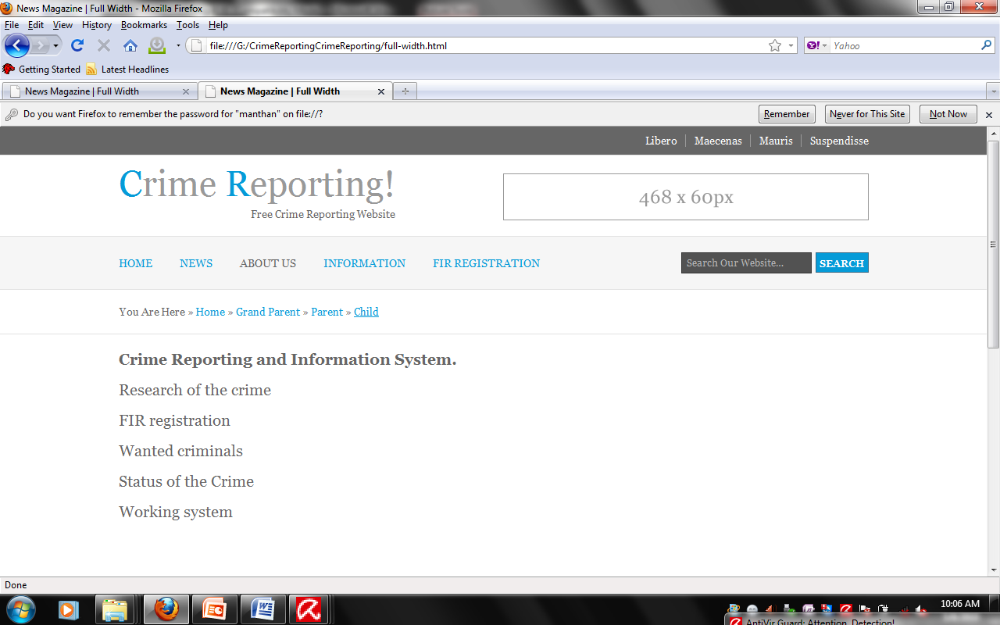 News Magazine | Full Width - Mozilla Firefox
File Edit View History Bookmarks Tools Help
file:///G:/CrimeReportingCrimeReporting/full-width.html
Y! Yahoo
Getting Started Latest Headlines
News Magazine | Full Width
News Magazine | Full Width
Do you want Firefox to remember the password for "manthan" on file://?
Remember Never for This Site Not Now
Libero Maecenas Mauris Suspendisse
Crime Reporting!
Free Crime Reporting Website
468 x 60px
HOME NEWS ABOUT US INFORMATION FIR REGISTRATION
Search Our Website... SEARCH
You Are Here » Home » Grand Parent » Parent » Child
Crime Reporting and Information System.
Research of the crime
FIR registration
Wanted criminals
Status of the Crime
Working system
Done
10:06 AM
AntiVir Guard: Attention, Detection!